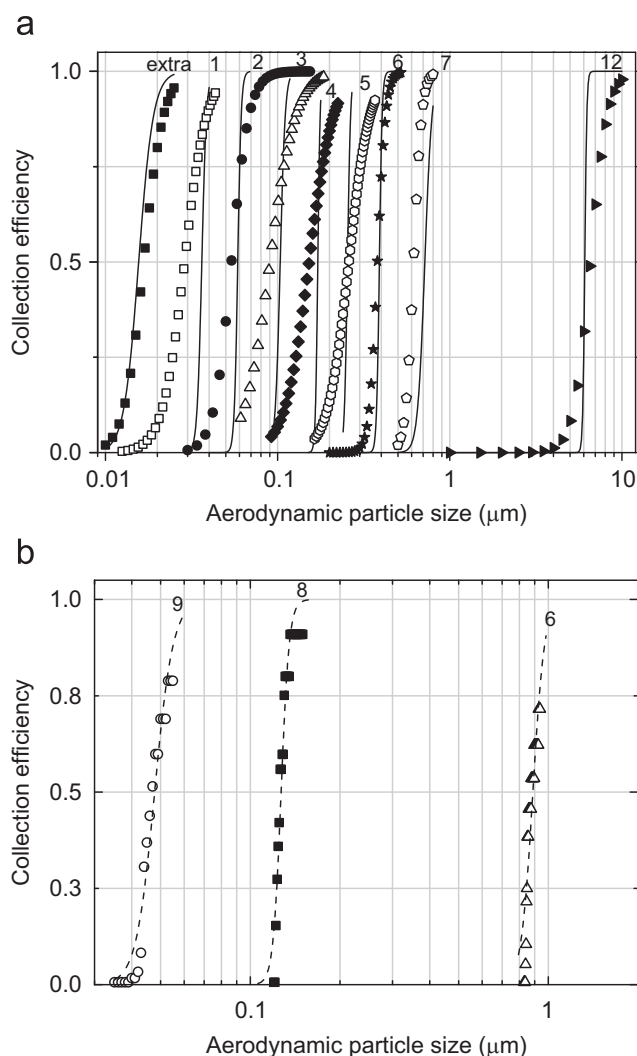 a
extra 1 2 3 4 5 6 7 12
1.0
0.5
0.0
Collection efficiency
0.01 0.1 1 10
Aerodynamic particle size (μm)
b
9 8 6
1.0
0.8
0.5
0.3
0.0
Collection efficiency
0.1 1
Aerodynamic particle size (μm)